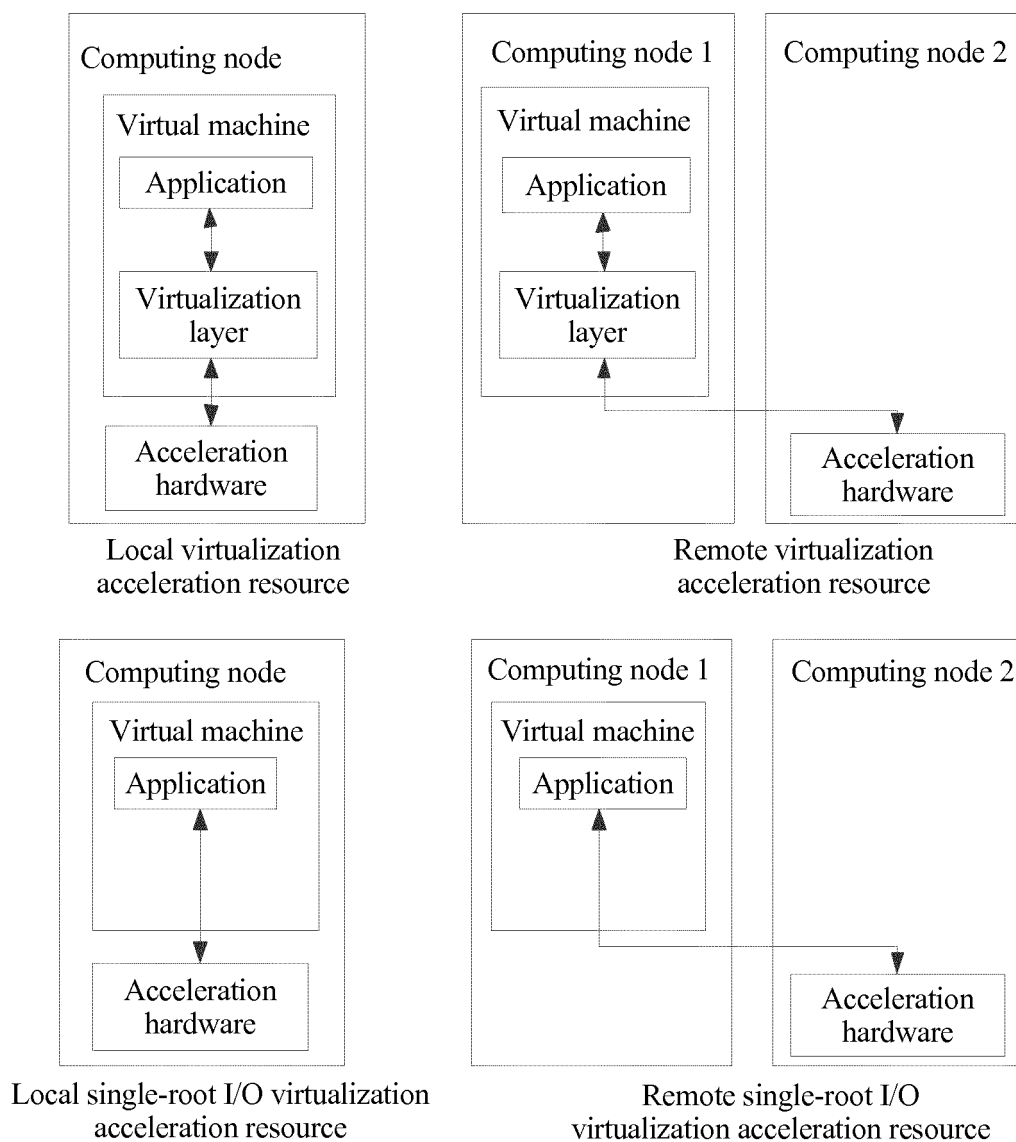 Computing node
Virtual machine
Application
Virtualization
layer
Acceleration
hardware
Local virtualization
acceleration resource
Computing node 1
Virtual machine
Application
Virtualization
layer
Computing node 2
Acceleration
hardware
Remote virtualization
acceleration resource
Computing node
Virtual machine
Application
Acceleration
hardware
Local single-root I/O virtualization
acceleration resource
Computing node 1
Virtual machine
Application
Computing node 2
Acceleration
hardware
Remote single-root I/O
virtualization acceleration resource